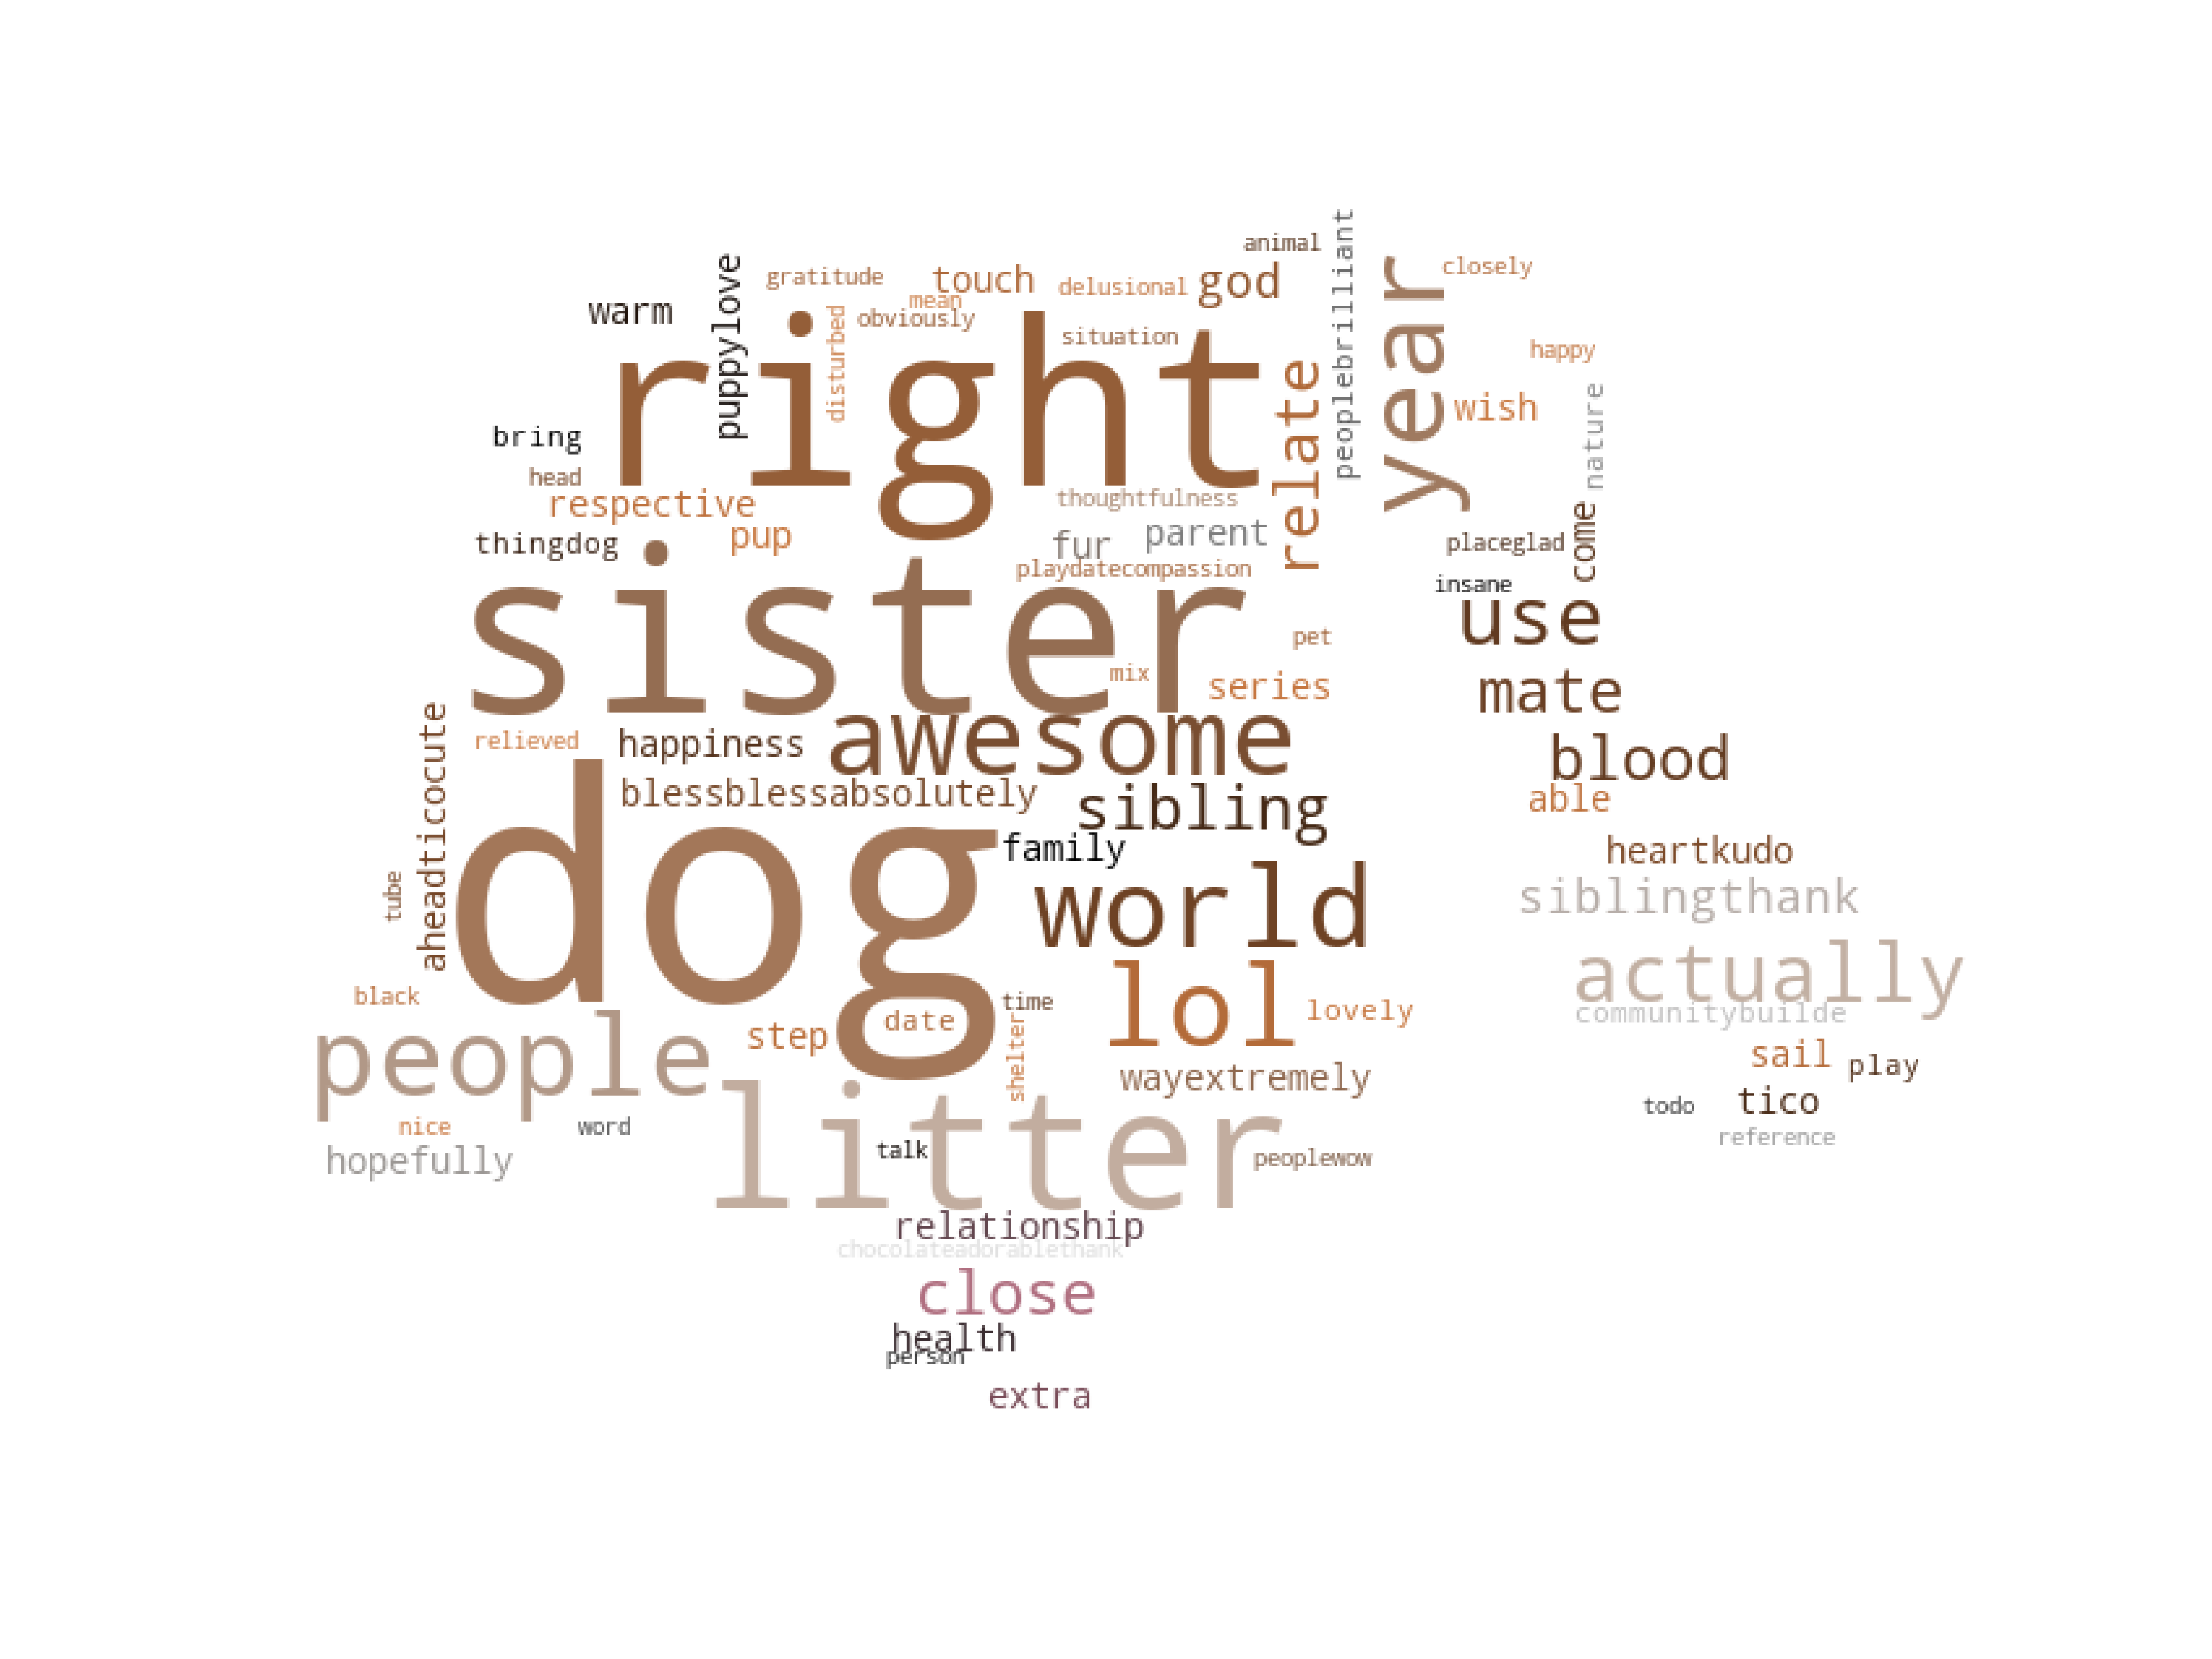 animal
peoplebrilliant
closely
puppylove
gratitude
touch
delusional
god
year
mean
warm
disturbed
obviously
situation
happy
right
relate
wish
nature
bring
head
respective
thoughtfulness
come
thingdog
pup
fur
parent
placeglad
playdatecompassion
insane
sister
use
pet
mix
series
mate
aheadticocute
relieved
happiness
awesome
blood
blessblessabsolutely
sibling
able
dog
family
heartkudo
tube
world
siblingthank
actually
black
date
time
lol
lovely
communitybuilde
step
shelter
people
sail
play
wayextremely
tico
todo
nice
word
litter
reference
hopefully
talk
peoplewow
relationship
chocolateadorablethank
close
health
person
extra